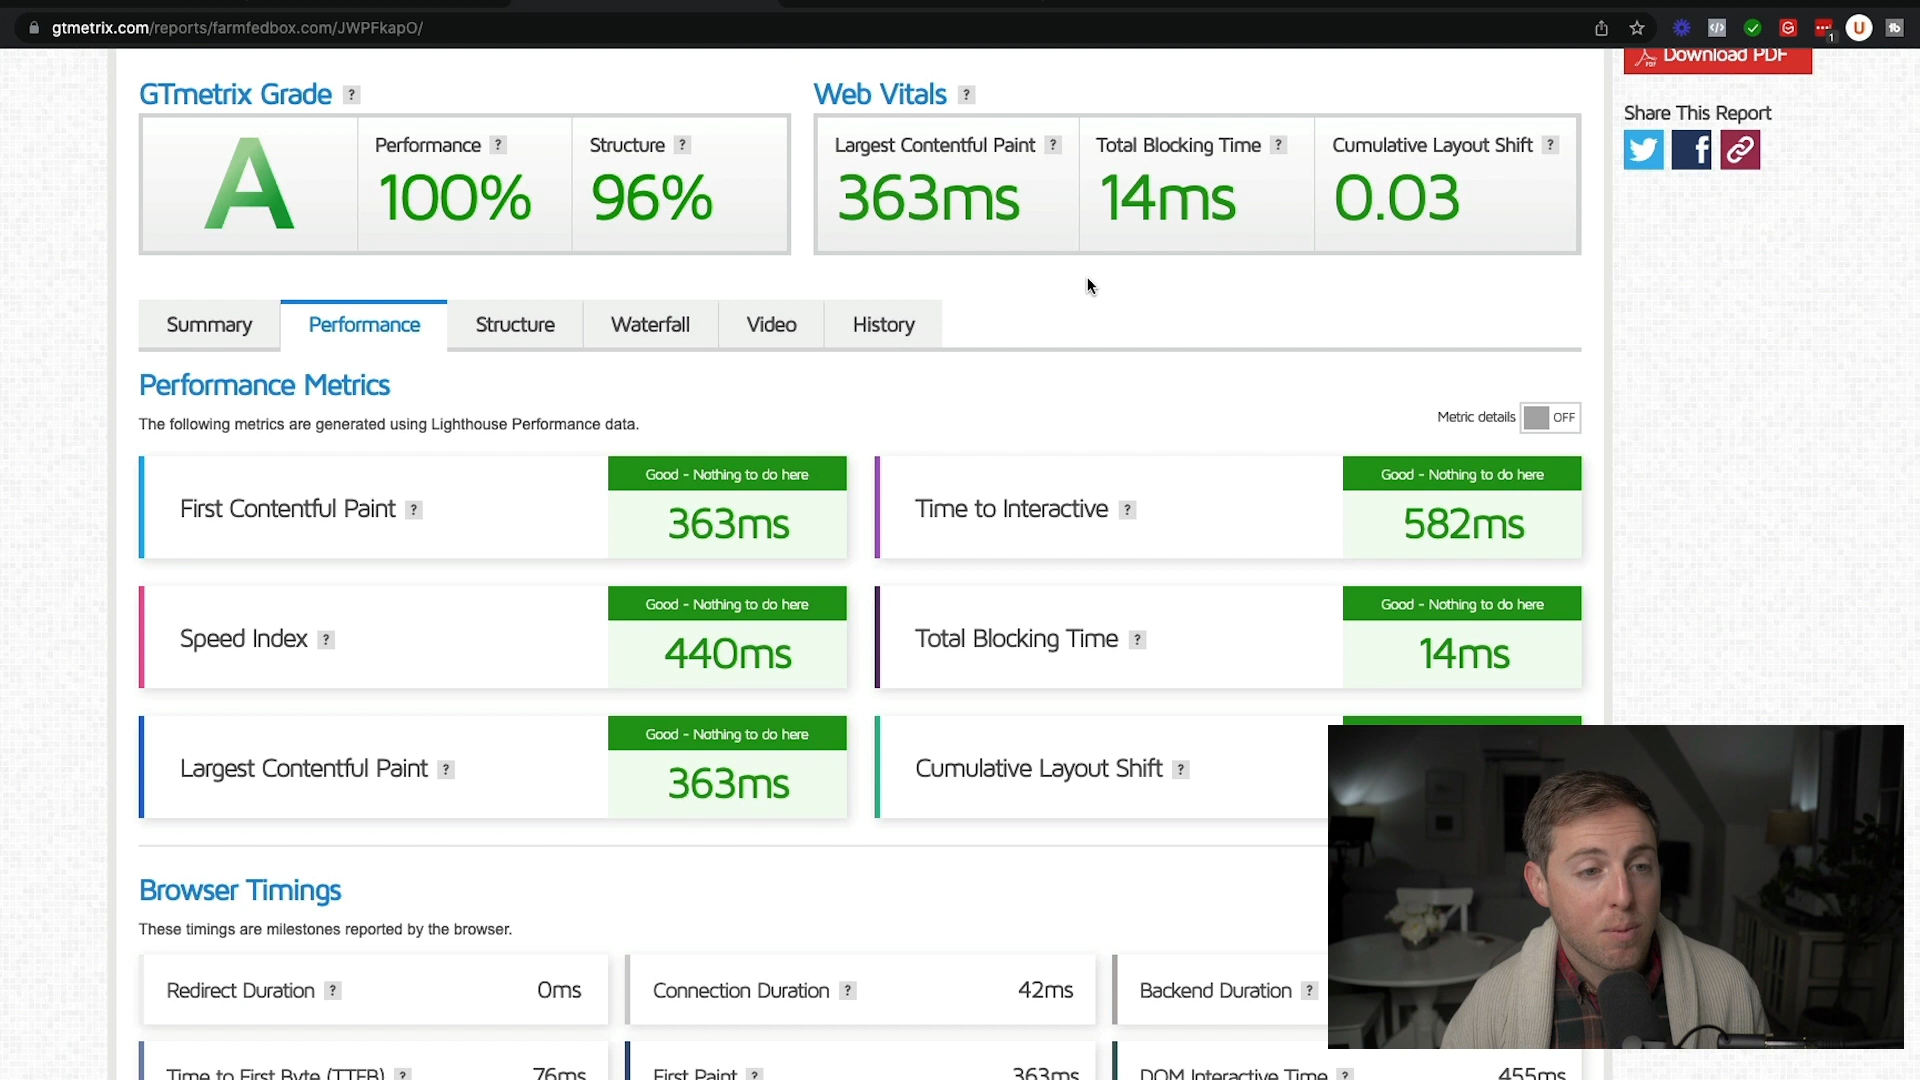 gtmetrix.com/reports/farmfedbox.com/JWPFkapO/
1
U
Download PDF
GTmetrix Grade ?
Web Vitals ?
Share This Report
A
Performance ?
100%
Structure ?
96%
Largest Contentful Paint ?
363ms
Total Blocking Time ?
14ms
Cumulative Layout Shift ?
0.03
Summary
Performance
Structure
Waterfall
Video
History
Performance Metrics
The following metrics are generated using Lighthouse Performance data.
Metric details
OFF
First Contentful Paint ?
Good - Nothing to do here
363ms
Time to Interactive ?
Good - Nothing to do here
582ms
Speed Index ?
Good - Nothing to do here
440ms
Total Blocking Time ?
Good - Nothing to do here
14ms
Largest Contentful Paint ?
Good - Nothing to do here
363ms
Cumulative Layout Shift ?
Browser Timings
These timings are milestones reported by the browser.
Redirect Duration ?
0ms
Connection Duration ?
42ms
Backend Duration ?
Time to First Byte (TTFB) ?
76ms
First Paint ?
363ms
DOM Interactive Time ?
455ms